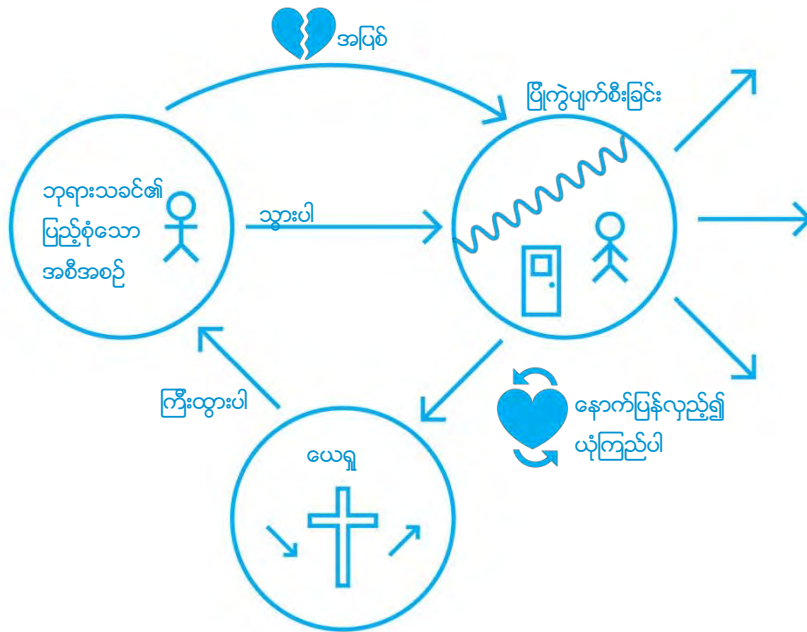 အပြစ်
ပြိုကွဲပျက်စီးခြင်း
ဘုရားသခင်၏
ပြည့်စုံသော
အစီအစဉ်
သွားပါ
ကြီးထွားပါ
နောက်ပြန်လှည့်၍
ယုံကြည်ပါ
ယေရှု